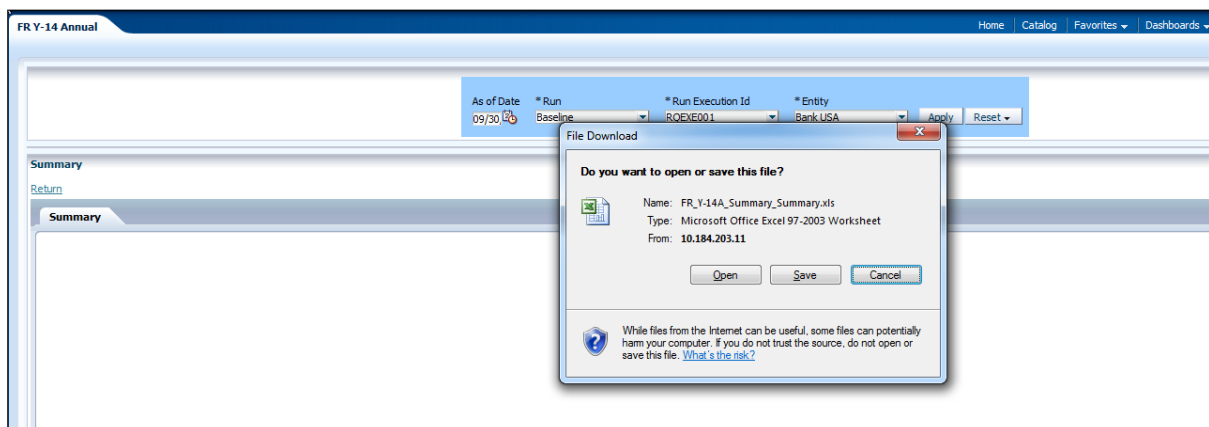 FR Y-14 Annual
Home Catalog Favorites Dashboards
As of Date * Run * Run Execution Id * Entity
09/30, Baseline RQEXE001 Bank USA Apply Reset
File Download
Do you want to open or save this file?
Name: FR_Y-14A_Summary_Summary.xls
Type: Microsoft Office Excel 97-2003 Worksheet
From: 10.184.203.11
Open Save Cancel
While files from the Internet can be useful, some files can potentially
harm your computer. If you do not trust the source, do not open or
save this file. What's the risk?
Summary
Return
Summary